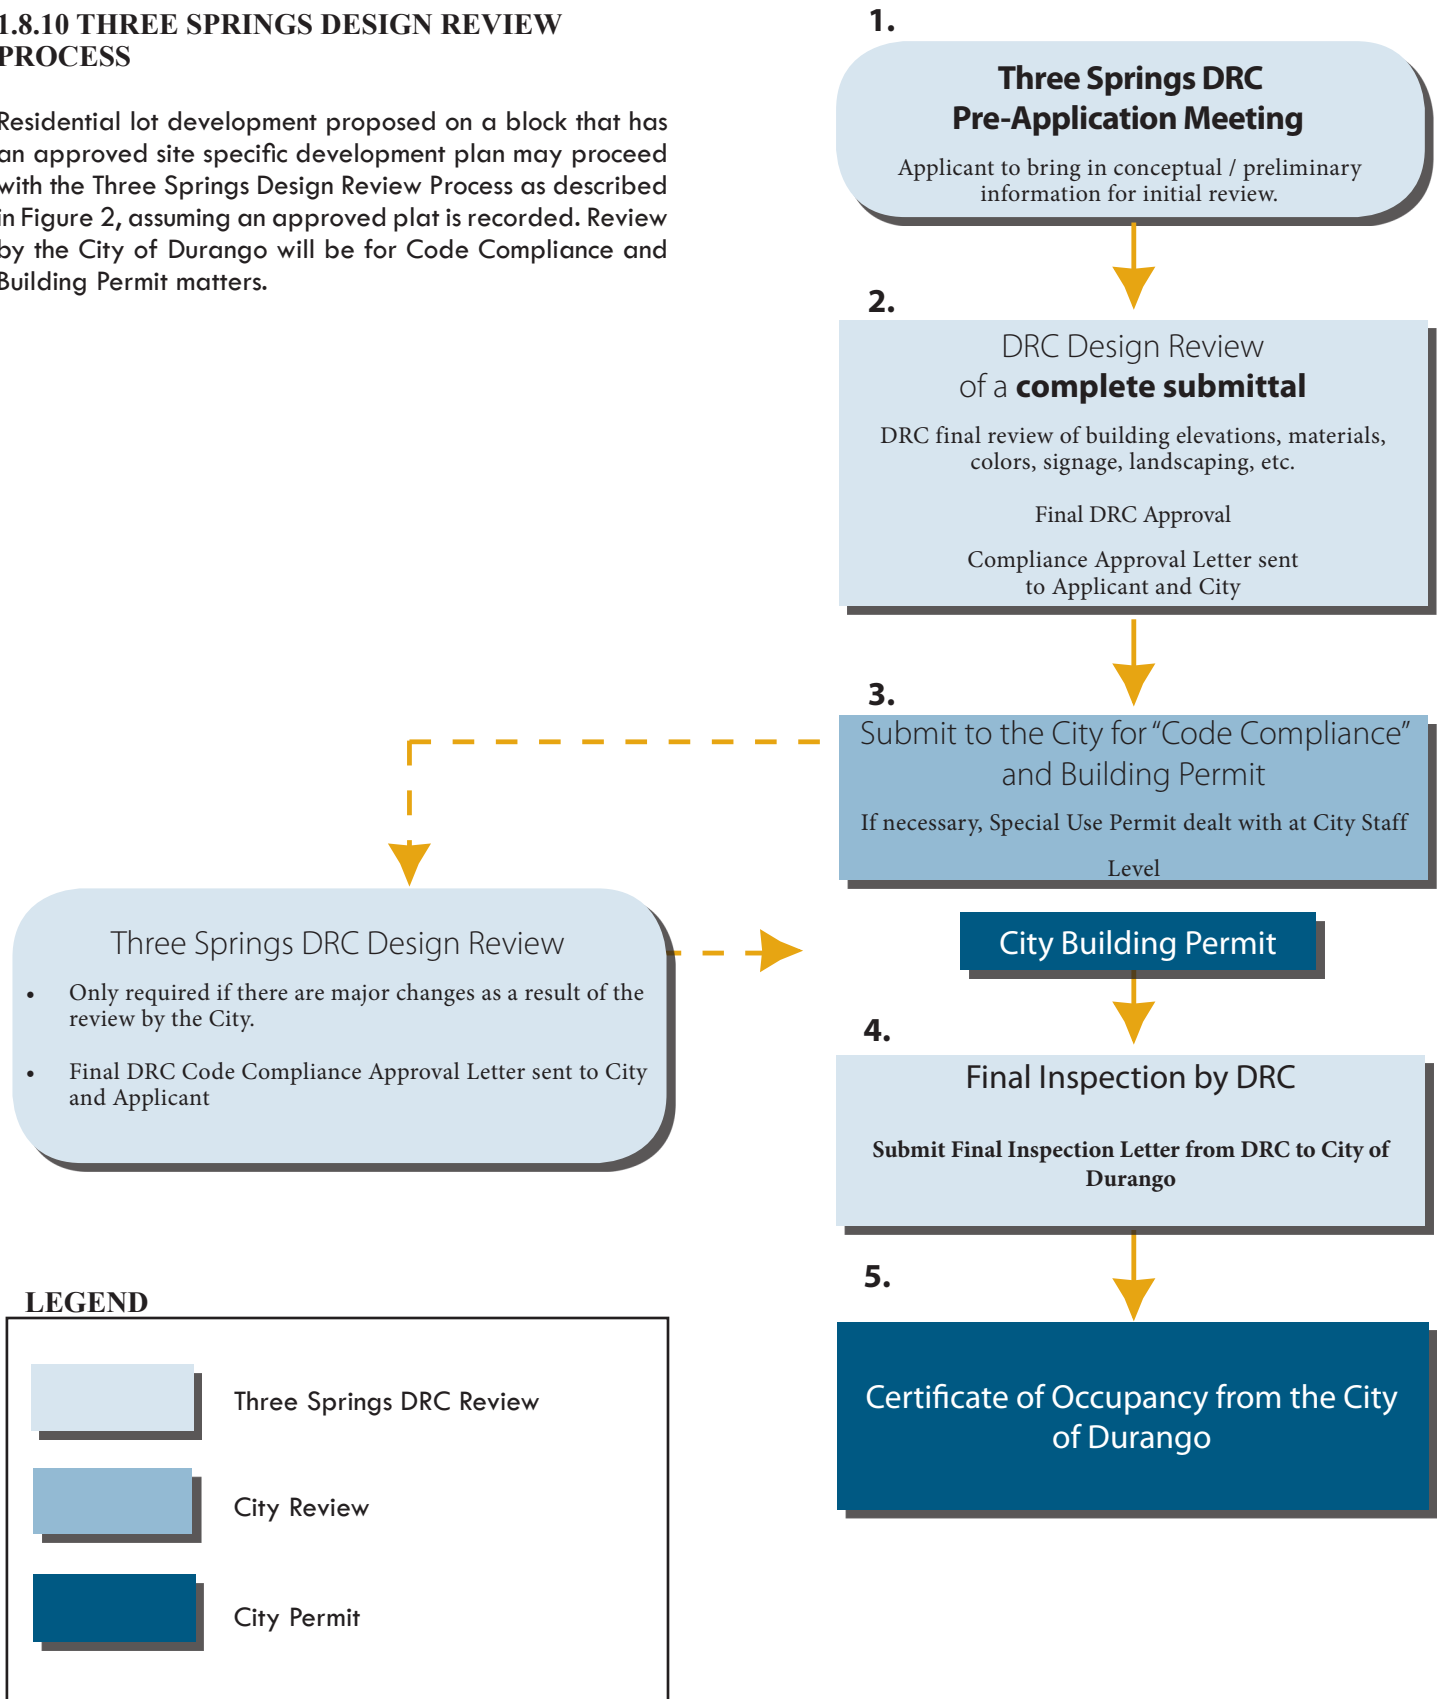 1.8.10 THREE SPRINGS DESIGN REVIEW
PROCESS
Residential lot development proposed on a block that has
an approved site specific development plan may proceed
with the Three Springs Design Review Process as described
in Figure 2, assuming an approved plat is recorded. Review
by the City of Durango will be for Code Compliance and
Building Permit matters.
1.
Three Springs DRC
Pre-Application Meeting
Applicant to bring in conceptual / preliminary
information for initial review.
2.
DRC Design Review
of a complete submittal
DRC final review of building elevations, materials,
colors, signage, landscaping, etc.
Final DRC Approval
Compliance Approval Letter sent
to Applicant and City
3.
Submit to the City for “Code Compliance”
and Building Permit
If necessary, Special Use Permit dealt with at City Staff
Level
Three Springs DRC Design Review
• Only required if there are major changes as a result of the
review by the City.
• Final DRC Code Compliance Approval Letter sent to City
and Applicant
City Building Permit
4.
Final Inspection by DRC
Submit Final Inspection Letter from DRC to City of
Durango
5.
Certificate of Occupancy from the City
of Durango
LEGEND
Three Springs DRC Review
City Review
City Permit